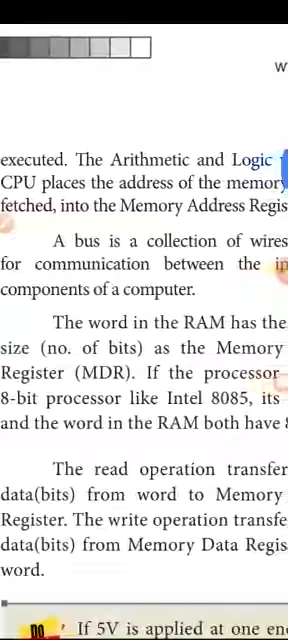 executed. The Arithmetic and Logic
CPU places the address of the memory
fetched, into the Memory Address Regis
A bus is a collection of wires
for communication between the in
components of a computer.
The word in the RAM has the
size (no. of bits) as the Memory
Register (MDR). If the processor
8-bit processor like Intel 8085, its
and the word in the RAM both have 8
The read operation transfer
data(bits) from word to Memory
Register. The write operation transfe
data(bits) from Memory Data Regis
word.
If 5V is applied at one en